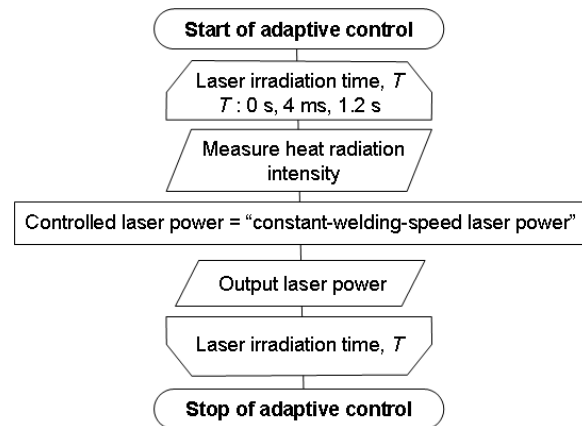 Start of adaptive control
Laser irradiation time, T
T : 0 s, 4 ms, 1.2 s
Measure heat radiation
intensity
Controlled laser power = “constant-welding-speed laser power”
Output laser power
Laser irradiation time, T
Stop of adaptive control